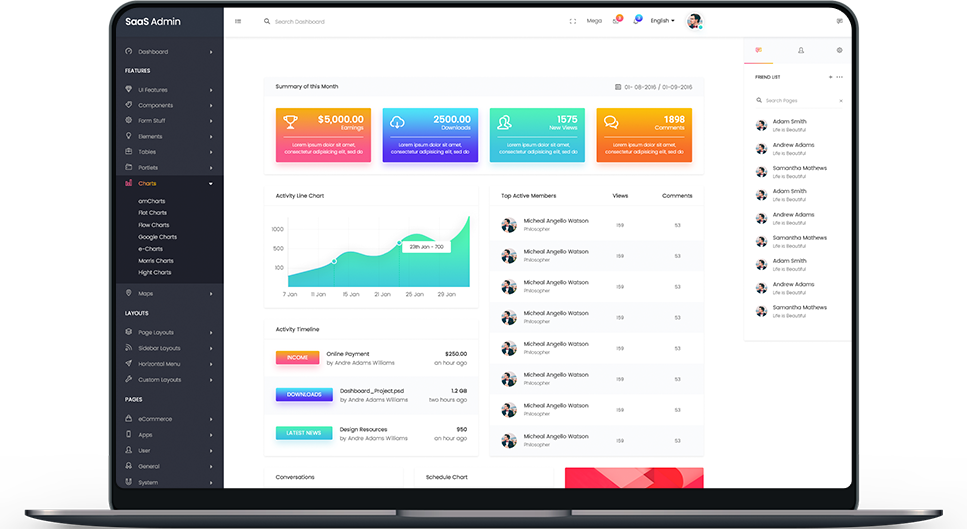 SaaS Admin
Search Dashboard
Mega
English
Dashboard
FEATURES
UI Features
Components
Form Stuff
Elements
Tables
Portlets
Charts
amCharts
Flot Charts
Flow Charts
Google Charts
e-Charts
Morris Charts
Hight Charts
Maps
LAYOUTS
Page Layouts
Sidebar Layouts
Horizontal Menu
Custom Layouts
PAGES
eCommerce
Apps
User
General
System
Summary of this Month
01- 08-2016 / 01-09-2016
$5,000.00
Earnings
Lorem ipsum dolor sit amet,
consectetur adipisicing elit, sed do
2500.00
Downloads
Lorem ipsum dolor sit amet,
consectetur adipisicing elit, sed do
1575
New Views
Lorem ipsum dolor sit amet,
consectetur adipisicing elit, sed do
1898
Comments
Lorem ipsum dolor sit amet,
consectetur adipisicing elit, sed do
Activity Line Chart
1000
500
100
23th Jan - 700
7 Jan 11 Jan 15 Jan 21 Jan 25 Jan 29 Jan
Activity Timeline
INCOME
Online Payment
by Andre Adams Williams
$250.00
an hour ago
DOWNLOADS
Dashboard_Project.psd
by Andre Adams Williams
1.2 GB
two hours ago
LATEST NEWS
Design Resources
by Andre Adams Williams
950
an hour ago
Conversations
Schedule Chart
Top Active Members Views Comments
Micheal Angello Watson
Philosopher
159 53
Micheal Angello Watson
Philosopher
159 53
Micheal Angello Watson
Philosopher
159 53
Micheal Angello Watson
Philosopher
159 53
Micheal Angello Watson
Philosopher
159 53
Micheal Angello Watson
Philosopher
159 53
Micheal Angello Watson
Philosopher
159 53
Micheal Angello Watson
Philosopher
159 53
FRIEND LIST
Search Pages
Adam Smith
Life is Beautiful
Andrew Adams
Life is Beautiful
Samantha Mathews
Life is Beautiful
Adam Smith
Life is Beautiful
Andrew Adams
Life is Beautiful
Samantha Mathews
Life is Beautiful
Adam Smith
Life is Beautiful
Andrew Adams
Life is Beautiful
Samantha Mathews
Life is Beautiful